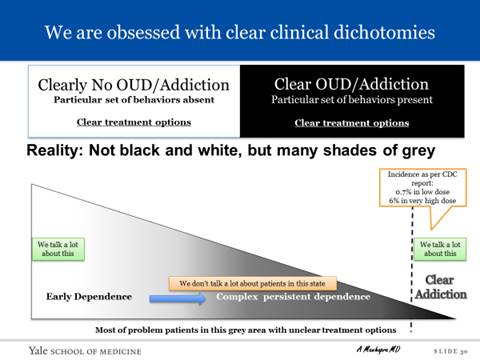 We are obsessed with clear clinical dichotomies
Clearly No OUD/Addiction
Particular set of behaviors absent
Clear treatment options
Clear OUD/Addiction
Particular set of behaviors present
Clear treatment options
Reality: Not black and white, but many shades of grey
Incidence as per CDC
report:
0.7% in low dose
6% in very high dose
We talk a lot
about this
We don't talk a lot about patients in this state
We talk a lot
about this
Early Dependence
Complex persistent dependence
Clear
Addiction
Most of problem patients in this grey area with unclear treatment options
Yale SCHOOL OF MEDICINE
A Manhapra MD
SLIDE 30